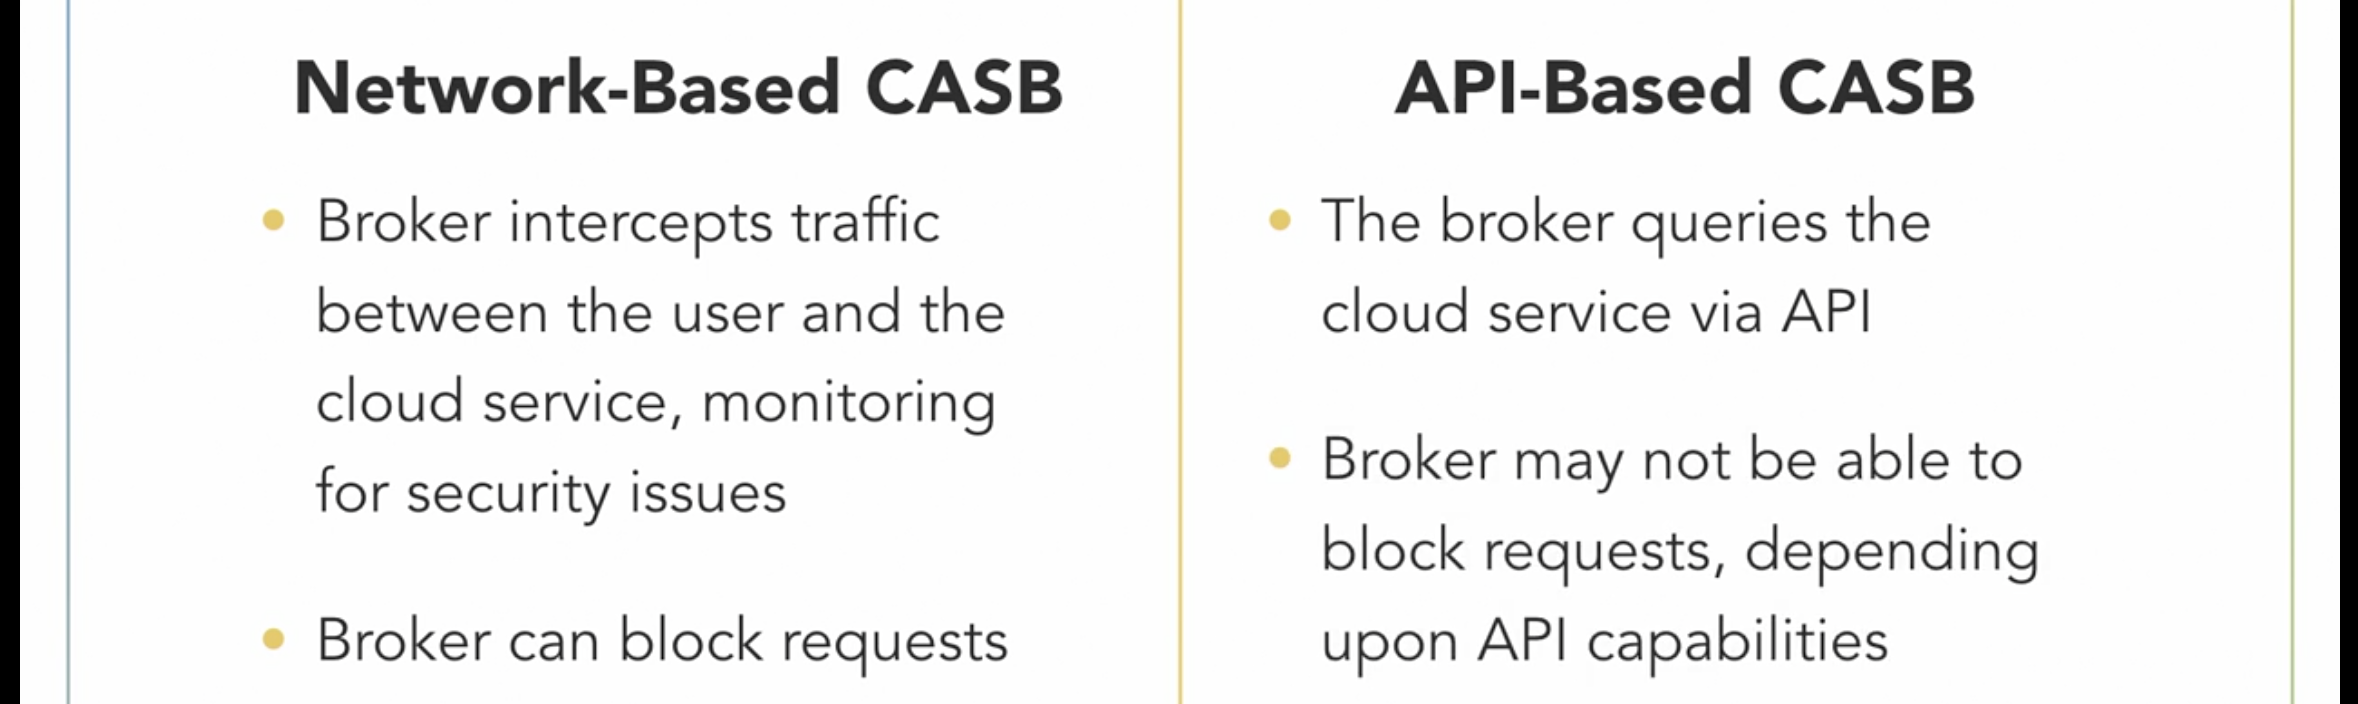 Network-Based CASB
Broker intercepts traffic
between the user and the
cloud service, monitoring
for security issues
Broker can block requests
API-Based CASB
The broker queries the
cloud service via API
Broker may not be able to
block requests, depending
upon API capabilities